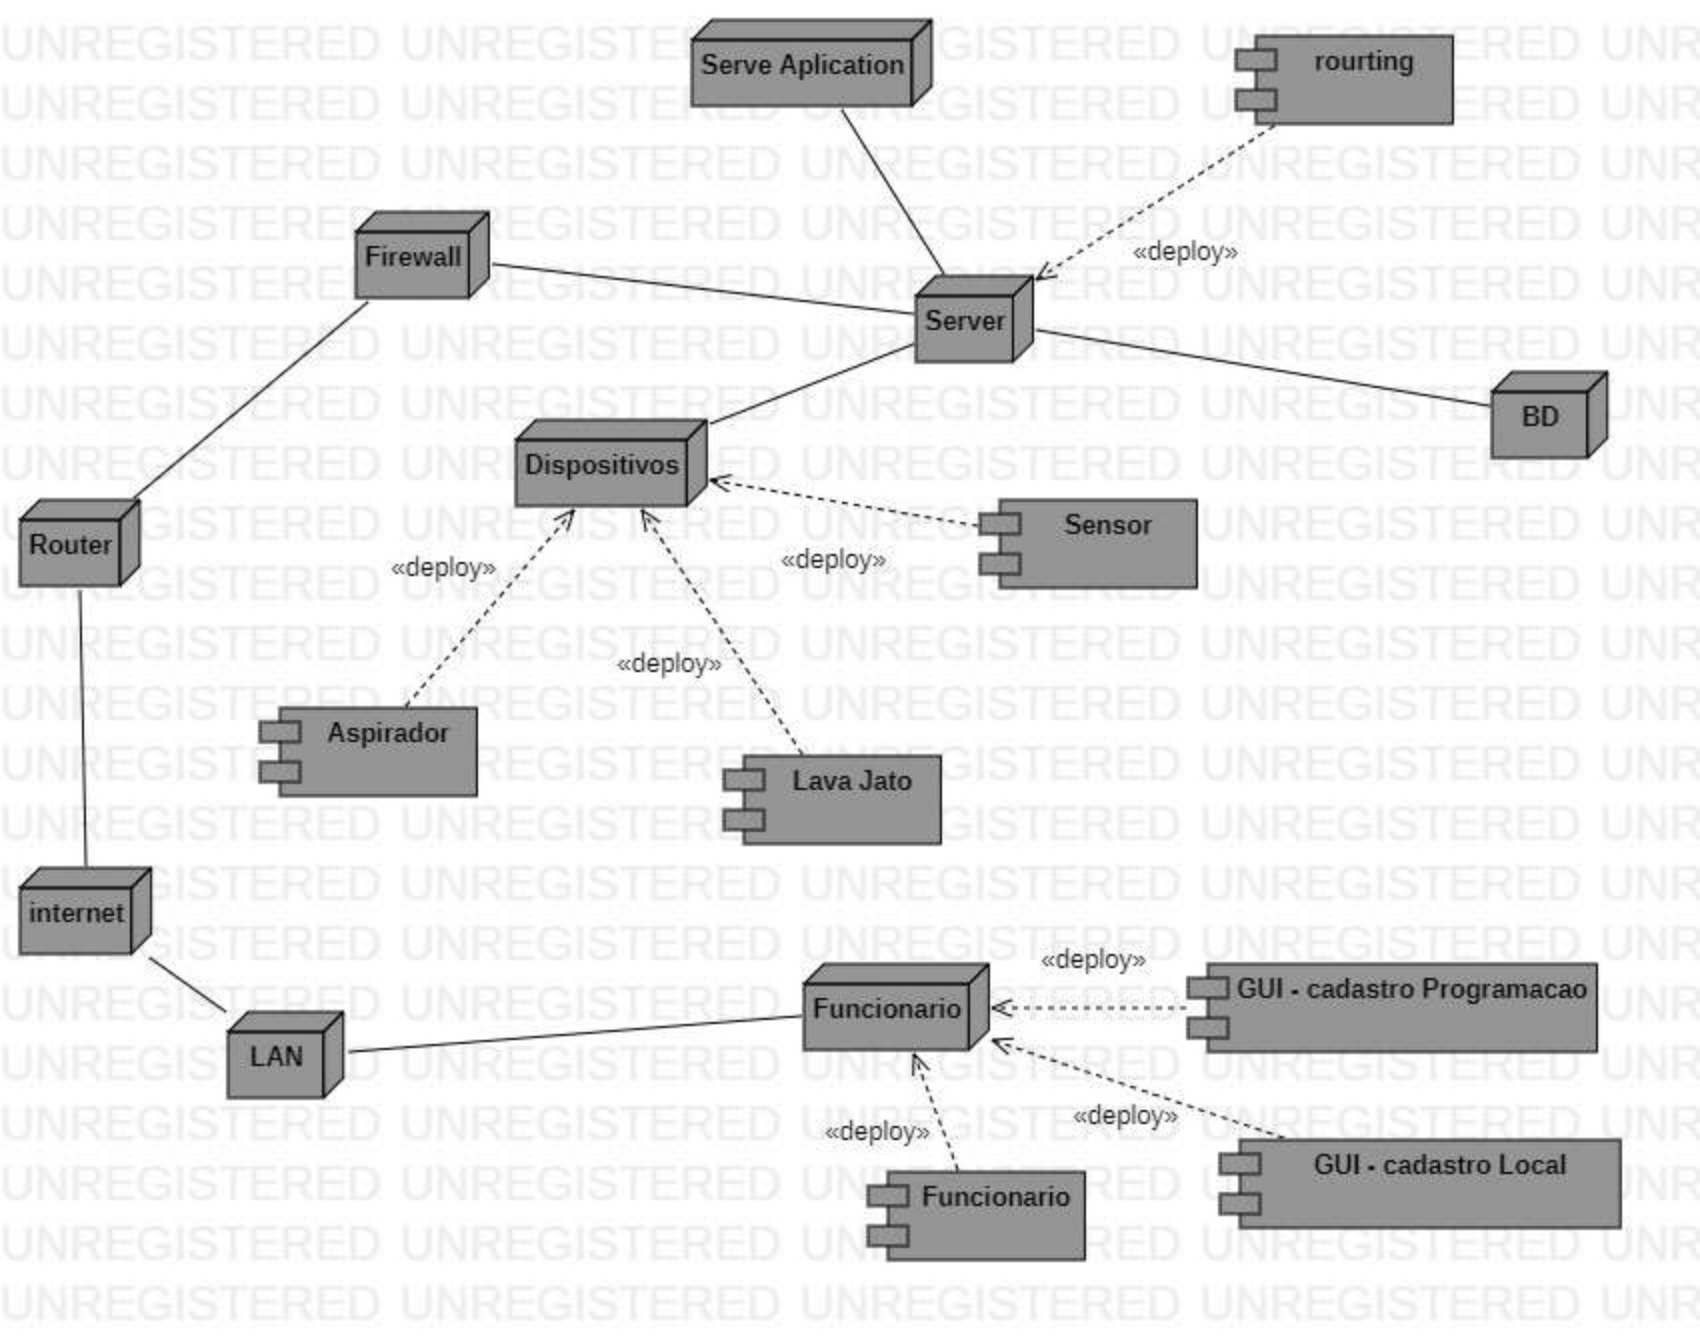 Serve Aplication
rourting
Firewall
«deploy»
Server
BD
Dispositivos
Sensor
Router
«deploy»
«deploy»
«deploy»
Aspirador
Lava Jato
internet
«deploy»
GUI - cadastro Programacao
Funcionario
LAN
«deploy»
«deploy»
GUI - cadastro Local
Funcionario
UNREGISTERED